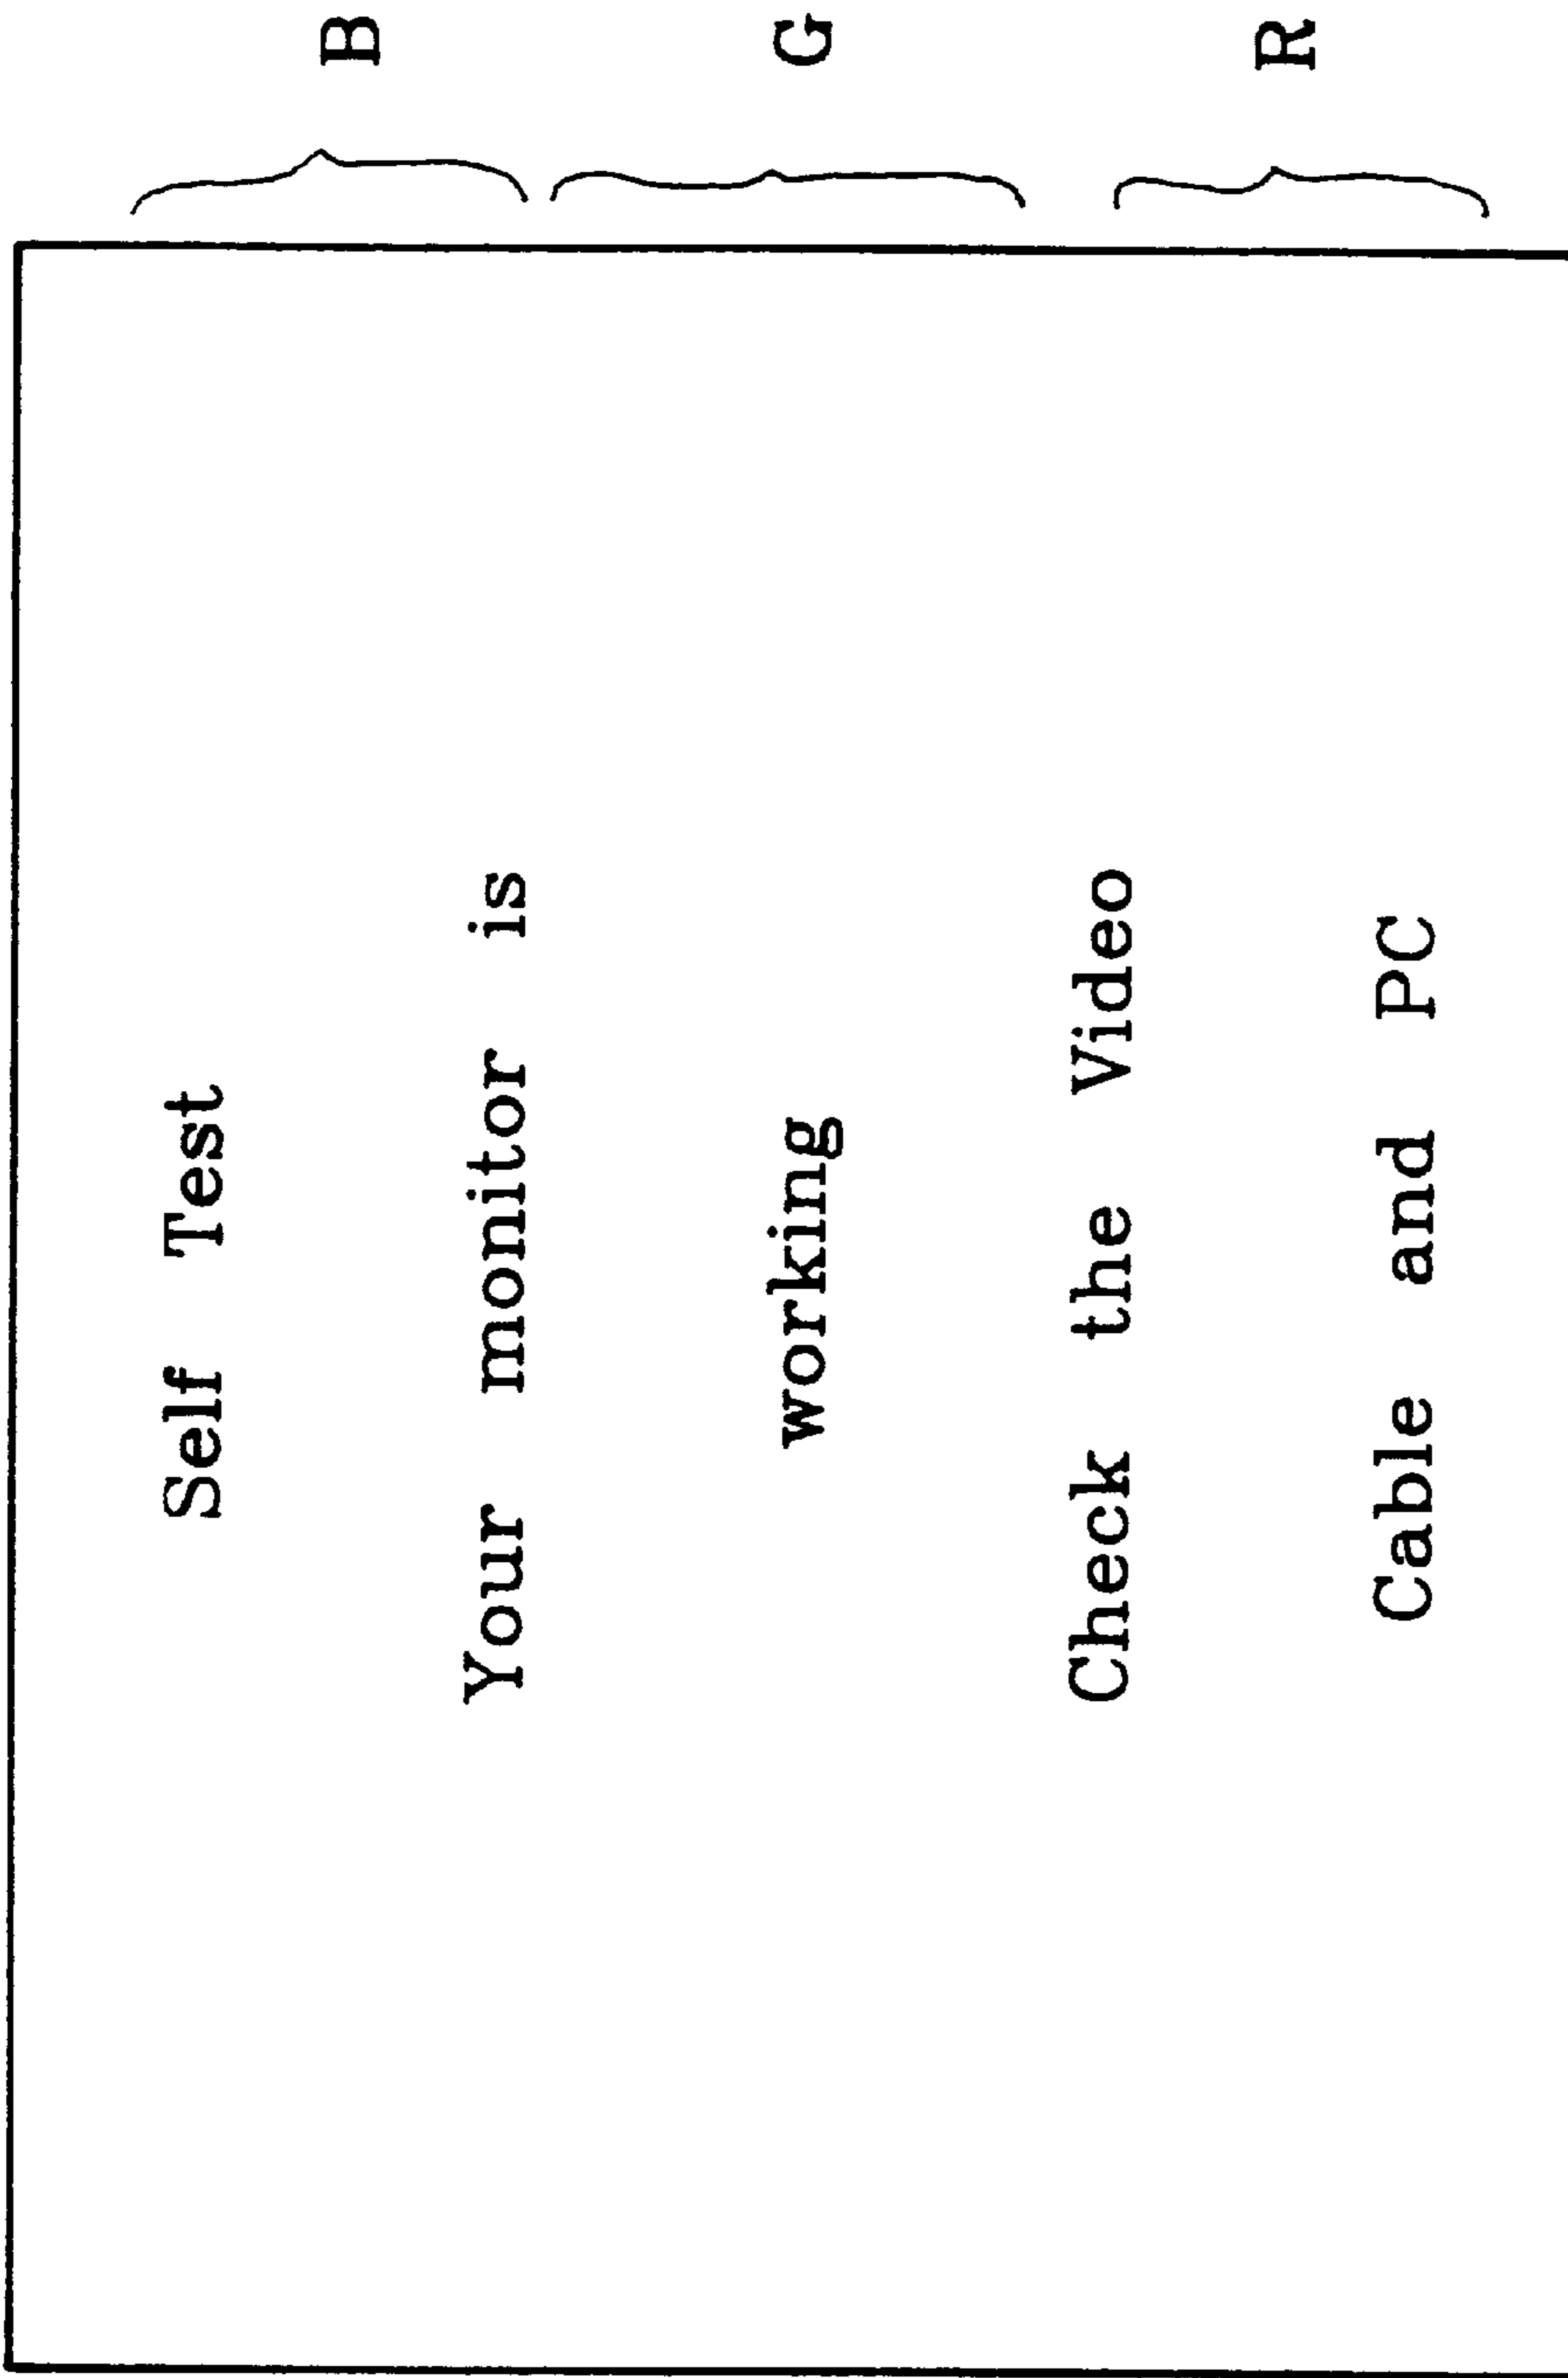 Self Test
Your monitor is
working
Check the Video
Cable and PC
B
G
R